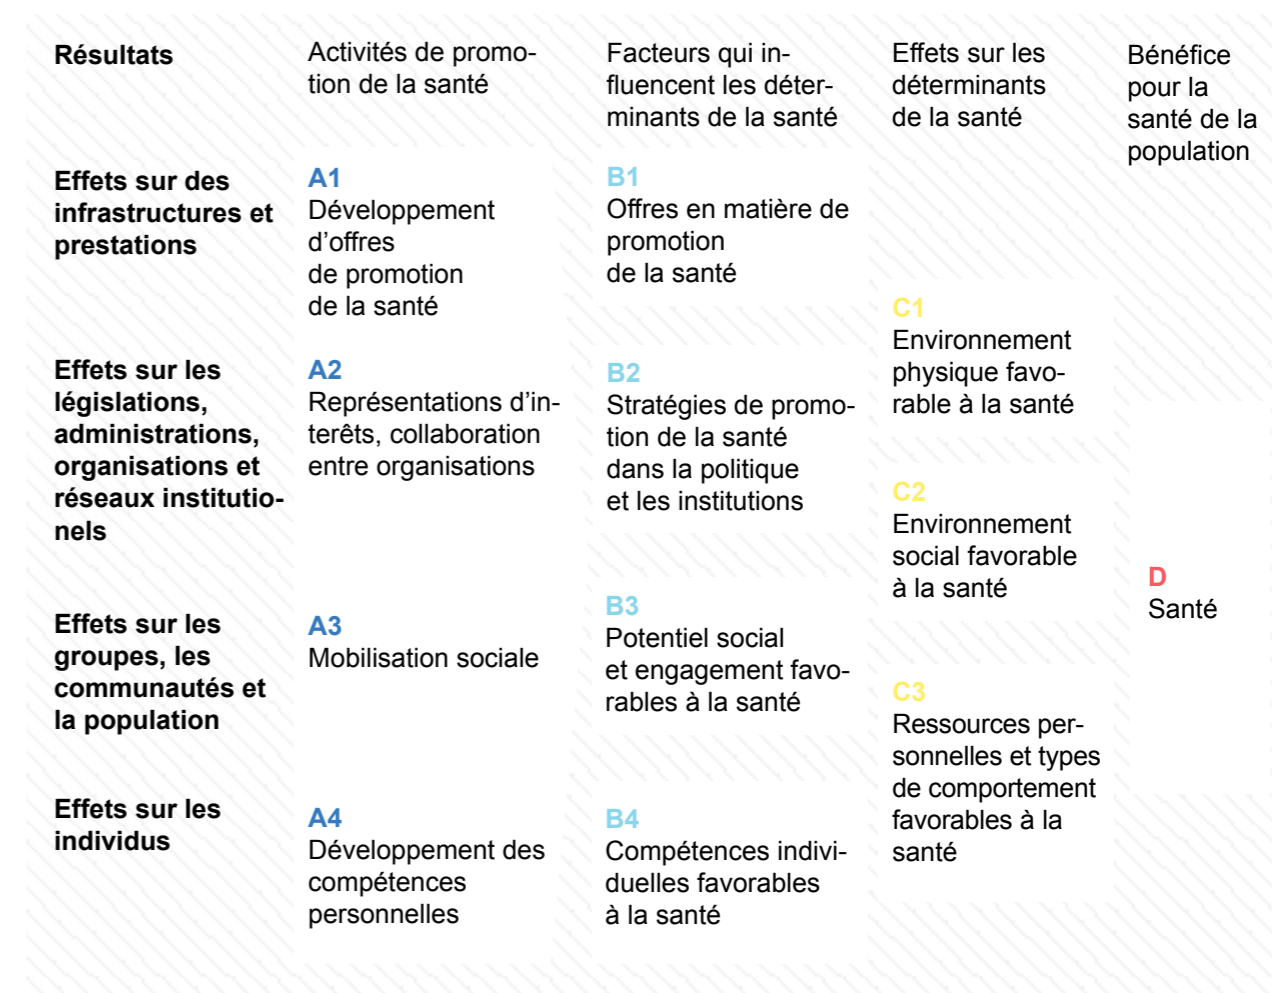 Résultats
Activités de promo-
tion de la santé
Facteurs qui in-
fluencent les déter-
minants de la santé
Effets sur les
déterminants
de la santé
Bénéfice
pour la
santé de la
population
Effets sur des
infrastructures et
prestations
A1
Développement
d’offres
de promotion
de la santé
B1
Offres en matière de
promotion
de la santé
Effets sur les
législations,
administrations,
organisations et
réseaux institutio-
nels
A2
Représentations d’in-
terêts, collaboration
entre organisations
B2
Stratégies de promo-
tion de la santé
dans la politique
et les institutions
Effets sur les
groupes, les
communautés et
la population
A3
Mobilisation sociale
B3
Potentiel social
et engagement favo-
rables à la santé
Effets sur les
individus
A4
Développement des
compétences
personnelles
B4
Compétences indivi-
duelles favorables
à la santé
C1
Environnement
physique favo-
rable à la santé
C2
Environnement
social favorable
à la santé
C3
Ressources per-
sonnelles et types
de comportement
favorables à la
santé
D
Santé